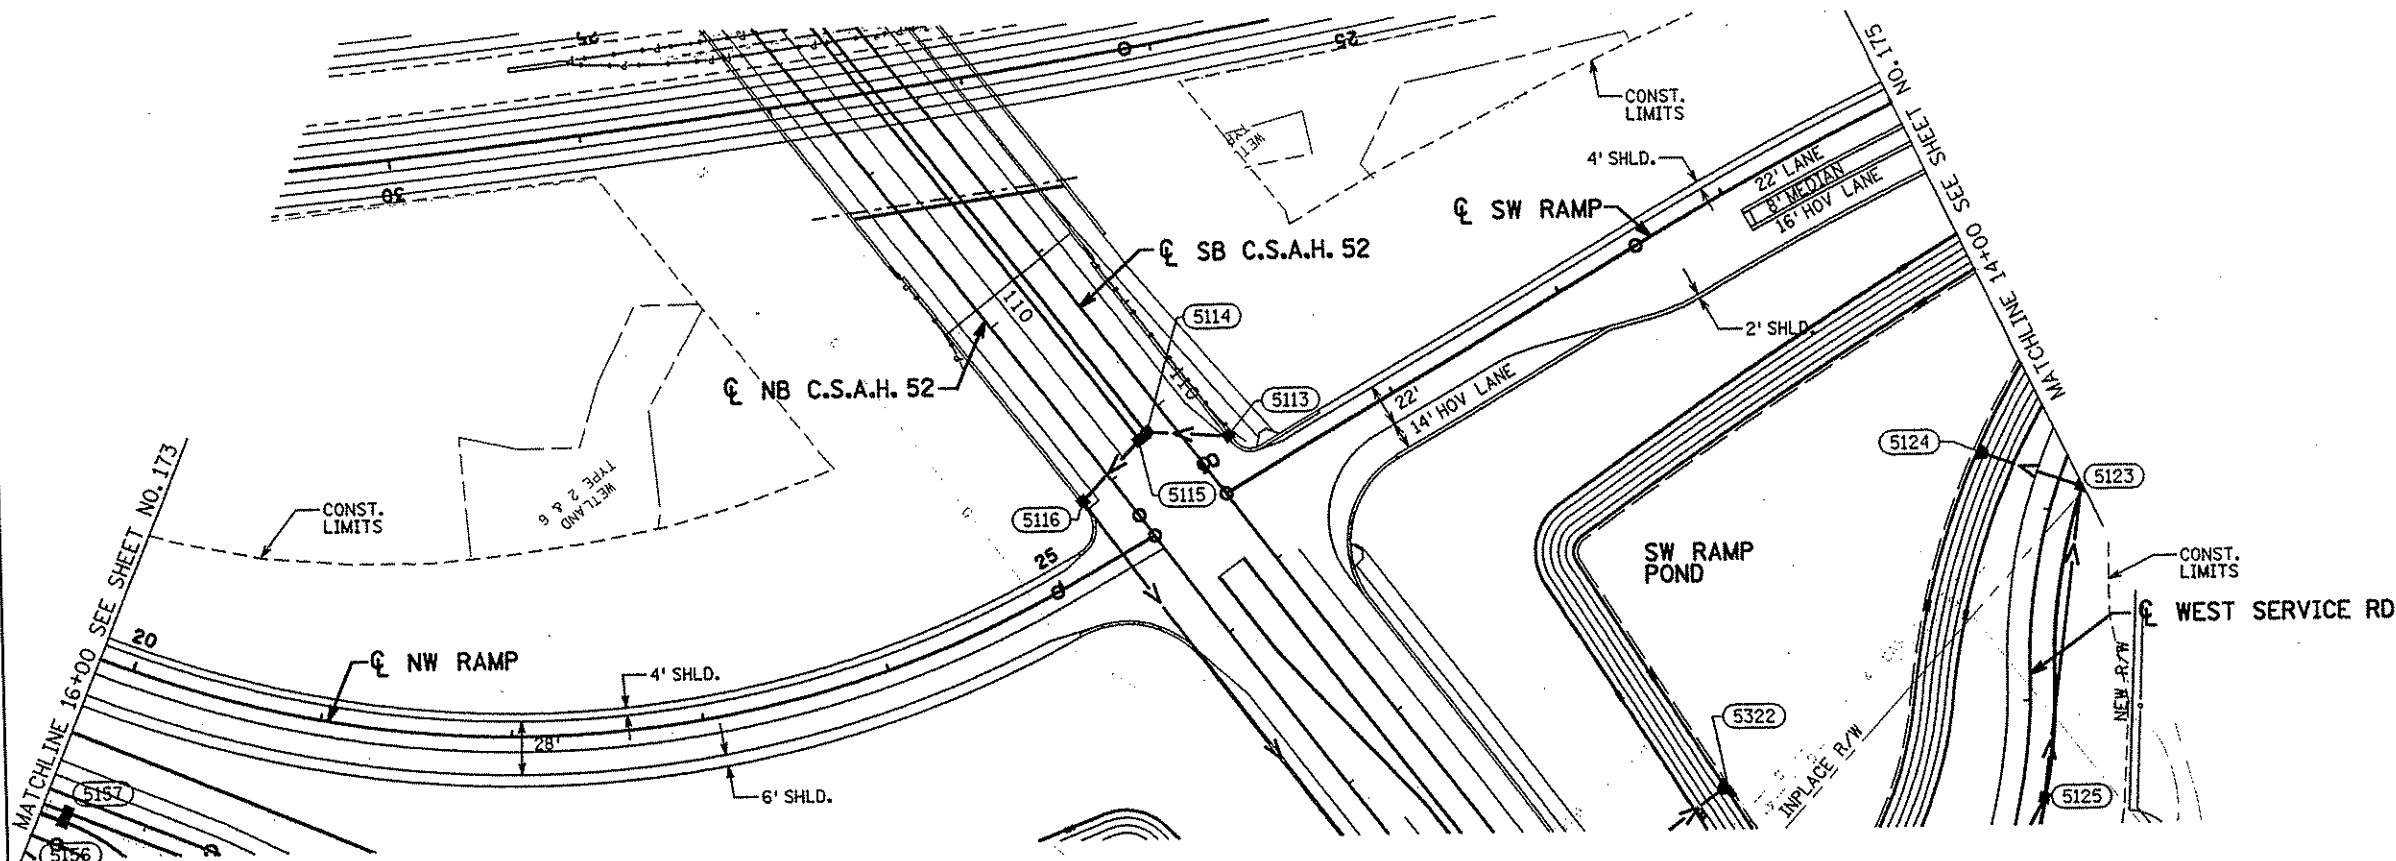 25
25
30
CONST.
LIMITS
MATCHLINE 14+00 SEE SHEET NO.175
4' SHLD.
22' LANE
8' MEDIAN
16' HOV LANE
℄ SW RAMP
℄ SB C.S.A.H. 52
110
5114
2' SHLD.
℄ NB C.S.A.H. 52
110
5113
22'
14' HOV LANE
5124
5123
5115
5116
MATCHLINE 16+00 SEE SHEET NO.173
CONST.
LIMITS
WETLAND
TYPE 2 & 6
25
SW RAMP
POND
CONST.
LIMITS
℄ WEST SERVICE RD
20
℄ NW RAMP
4' SHLD.
28'
6' SHLD.
NEW R/W
5322
INPLACE R/W
5157
5125
5156